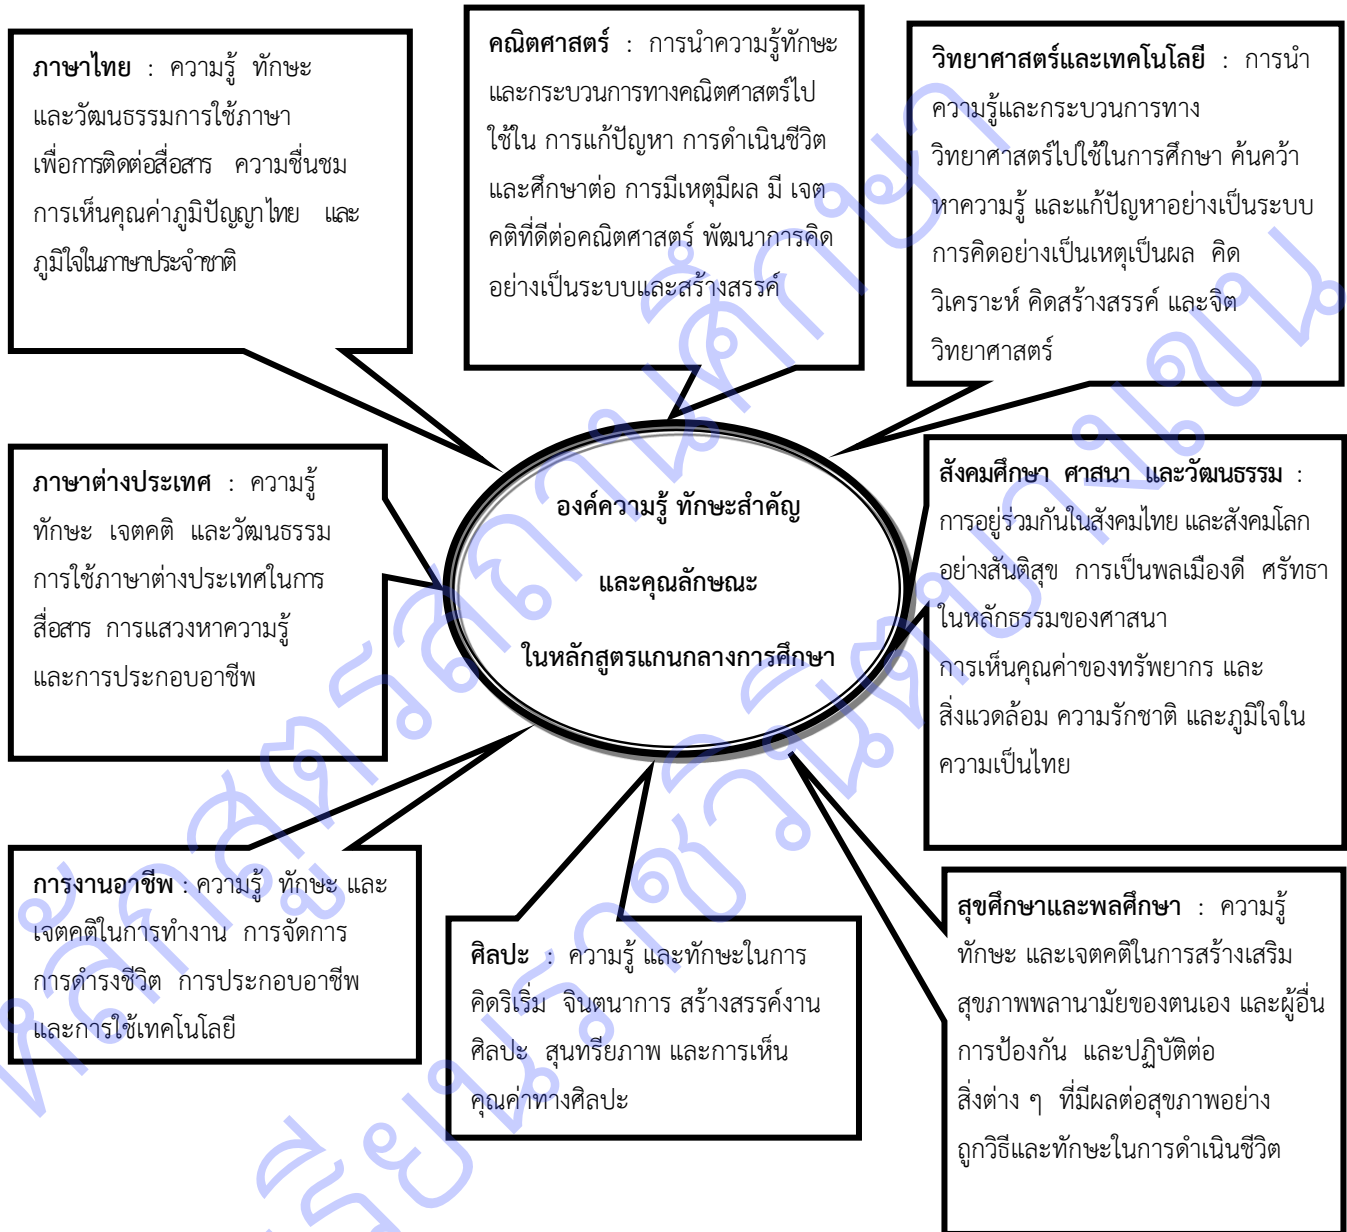 ภาษาไทย : ความรู้ ทักษะ
และวัฒนธรรมการใช้ภาษา
เพื่อการติดต่อสื่อสาร ความชื่นชม
การเห็นคุณค่าภูมิปัญญาไทย และ
ภูมิใจในภาษาประจำชาติ
คณิตศาสตร์ : การนำความรู้ทักษะ
และกระบวนการทางคณิตศาสตร์ไป
ใช้ใน การแก้ปัญหา การดำเนินชีวิต
และศึกษาต่อ การมีเหตุมีผล มี เจต
คติที่ดีต่อคณิตศาสตร์ พัฒนาการคิด
อย่างเป็นระบบและสร้างสรรค์
วิทยาศาสตร์และเทคโนโลยี : การนำ
ความรู้และกระบวนการทาง
วิทยาศาสตร์ไปใช้ในการศึกษา ค้นคว้า
หาความรู้ และแก้ปัญหาอย่างเป็นระบบ
การคิดอย่างเป็นเหตุเป็นผล คิด
วิเคราะห์ คิดสร้างสรรค์ และจิต
วิทยาศาสตร์
ภาษาต่างประเทศ : ความรู้
ทักษะ เจตคติ และวัฒนธรรม
การใช้ภาษาต่างประเทศในการ
สื่อสาร การแสวงหาความรู้
และการประกอบอาชีพ
องค์ความรู้ ทักษะสำคัญ
และคุณลักษณะ
ในหลักสูตรแกนกลางการศึกษา
สังคมศึกษา ศาสนา และวัฒนธรรม :
การอยู่ร่วมกันในสังคมไทย และสังคมโลก
อย่างสันติสุข การเป็นพลเมืองดี ศรัทธา
ในหลักธรรมของศาสนา
การเห็นคุณค่าของทรัพยากร และ
สิ่งแวดล้อม ความรักชาติ และภูมิใจใน
ความเป็นไทย
การงานอาชีพ : ความรู้ ทักษะ และ
เจตคติในการทำงาน การจัดการ
การดำรงชีวิต การประกอบอาชีพ
และการใช้เทคโนโลยี
ศิลปะ : ความรู้ และทักษะในการ
คิดริเริ่ม จินตนาการ สร้างสรรค์งาน
ศิลปะ สุนทรียภาพ และการเห็น
คุณค่าทางศิลปะ
สุขศึกษาและพลศึกษา : ความรู้
ทักษะ และเจตคติในการสร้างเสริม
สุขภาพพลานามัยของตนเอง และผู้อื่น
การป้องกัน และปฏิบัติต่อ
สิ่งต่าง ๆ ที่มีผลต่อสุขภาพอย่าง
ถูกวิธีและทักษะในการดำเนินชีวิต
หลักสูตรสถานศึกษา
เรียนราชวินิตบางเขน